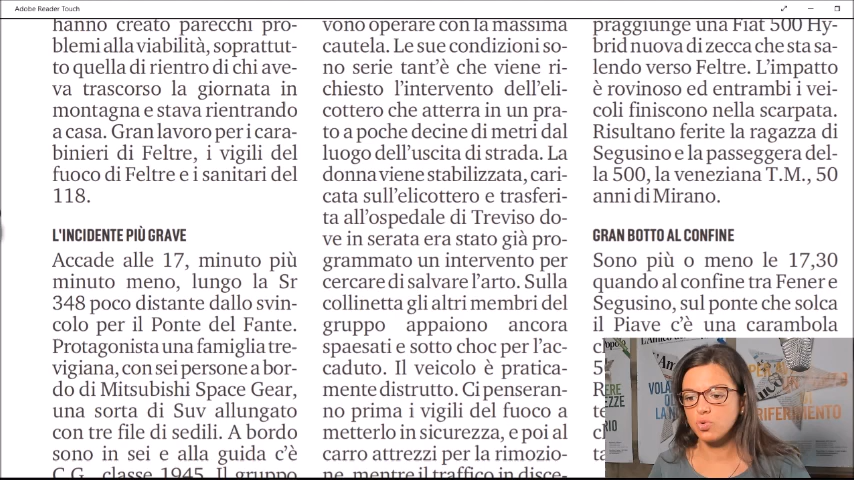 Adobe Reader Touch
hanno creato parecchi pro-
blemi alla viabilità, soprattut-
to quella di rientro di chi ave-
va trascorso la giornata in
montagna e stava rientrando
a casa. Gran lavoro per i cara-
binieri di Feltre, i vigili del
fuoco di Feltre e i sanitari del
118.
L'INCIDENTE PIÙ GRAVE
Accade alle 17, minuto più
minuto meno, lungo la Sr
348 poco distante dallo svin-
colo per il Ponte del Fante.
Protagonista una famiglia tre-
vigiana, con sei persone a bor-
do di Mitsubishi Space Gear,
una sorta di Suv allungato
con tre file di sedili. A bordo
sono in sei e alla guida c'è
C.G., classe 1945. Il gruppo
vono operare con la massima
cautela. Le sue condizioni so-
no serie tant'è che viene ri-
chiesto l'intervento dell'eli-
cottero che atterra in un pra-
to a poche decine di metri dal
luogo dell'uscita di strada. La
donna viene stabilizzata, cari-
cata sull'elicottero e trasferi-
ta all'ospedale di Treviso do-
ve in serata era stato già pro-
grammato un intervento per
cercare di salvare l'arto. Sulla
collinetta gli altri membri del
gruppo appaiono ancora
spaesati e sotto choc per l'ac-
caduto. Il veicolo è pratica-
mente distrutto. Ci penseran-
no prima i vigili del fuoco a
metterlo in sicurezza, e poi al
carro attrezzi per la rimozio-
ne, mentre il traffico in disce-
praggiunge una Fiat 500 Hy-
brid nuova di zecca che sta sa-
lendo verso Feltre. L'impatto
è rovinoso ed entrambi i vei-
coli finiscono nella scarpata.
Risultano ferite la ragazza di
Segusino e la passeggera del-
la 500, la veneziana T.M., 50
anni di Mirano.
GRAN BOTTO AL CONFINE
Sono più o meno le 17,30
quando al confine tra Fener e
Segusino, sul ponte che solca
il Piave c'è una carambola